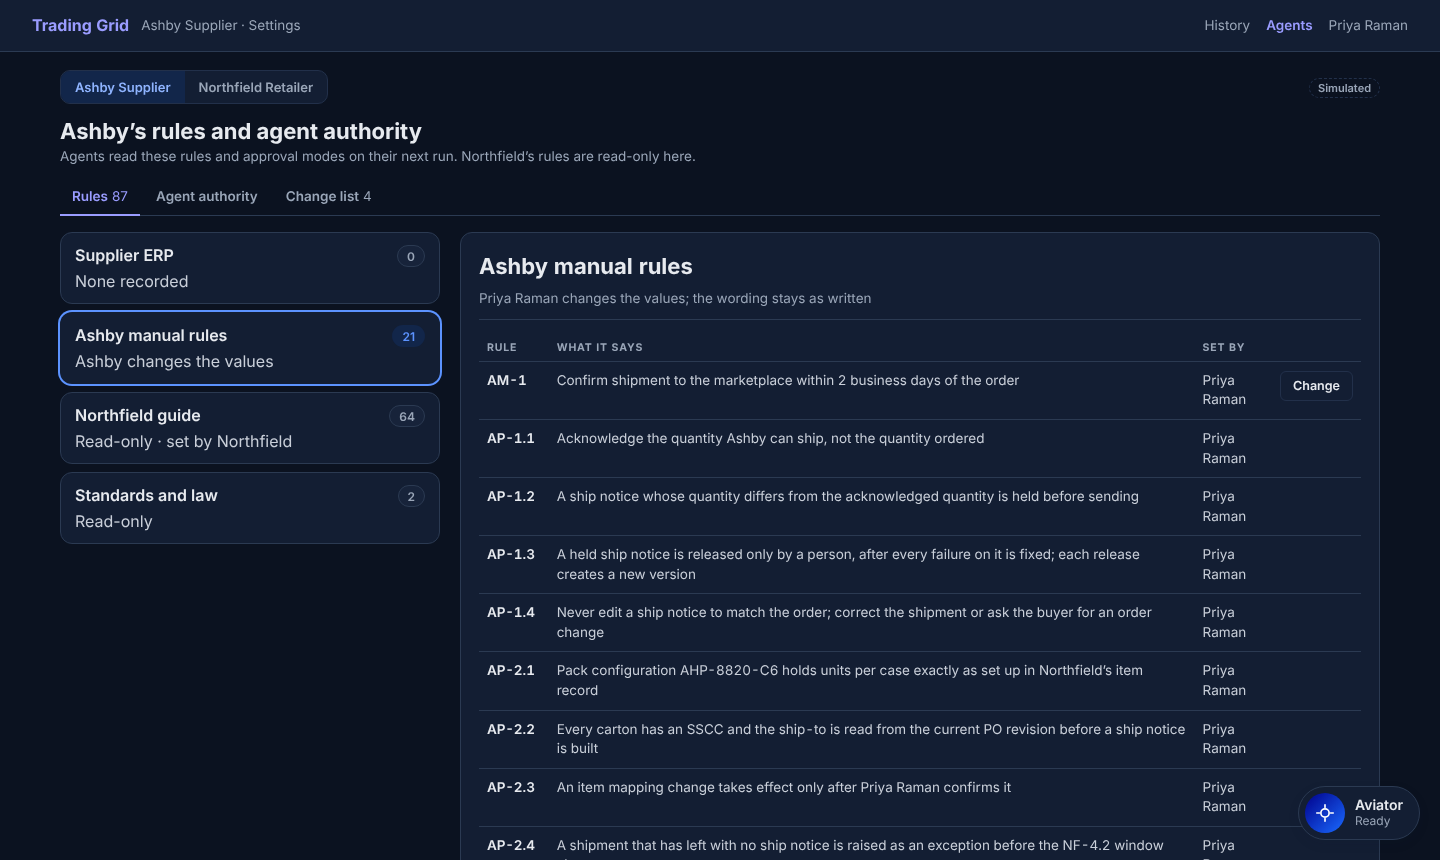 Trading Grid Ashby Supplier · Settings
History Agents Priya Raman
Ashby Supplier Northfield Retailer
Simulated
Ashby’s rules and agent authority
Agents read these rules and approval modes on their next run. Northfield’s rules are read-only here.
Rules 87 Agent authority Change list 4
Supplier ERP 0
None recorded
Ashby manual rules 21
Ashby changes the values
Northfield guide 64
Read-only · set by Northfield
Standards and law 2
Read-only
Ashby manual rules
Priya Raman changes the values; the wording stays as written
RULE WHAT IT SAYS SET BY
AM-1 Confirm shipment to the marketplace within 2 business days of the order Priya
Raman
Change
AP-1.1 Acknowledge the quantity Ashby can ship, not the quantity ordered Priya
Raman
AP-1.2 A ship notice whose quantity differs from the acknowledged quantity is held before sending Priya
Raman
AP-1.3 A held ship notice is released only by a person, after every failure on it is fixed; each release Priya
creates a new version Raman
AP-1.4 Never edit a ship notice to match the order; correct the shipment or ask the buyer for an order Priya
change Raman
AP-2.1 Pack configuration AHP-8820-C6 holds units per case exactly as set up in Northfield’s item Priya
record Raman
AP-2.2 Every carton has an SSCC and the ship-to is read from the current PO revision before a ship notice Priya
is built Raman
AP-2.3 An item mapping change takes effect only after Priya Raman confirms it Priya
Raman
AP-2.4 A shipment that has left with no ship notice is raised as an exception before the NF-4.2 window Priya
Aviator
Ready